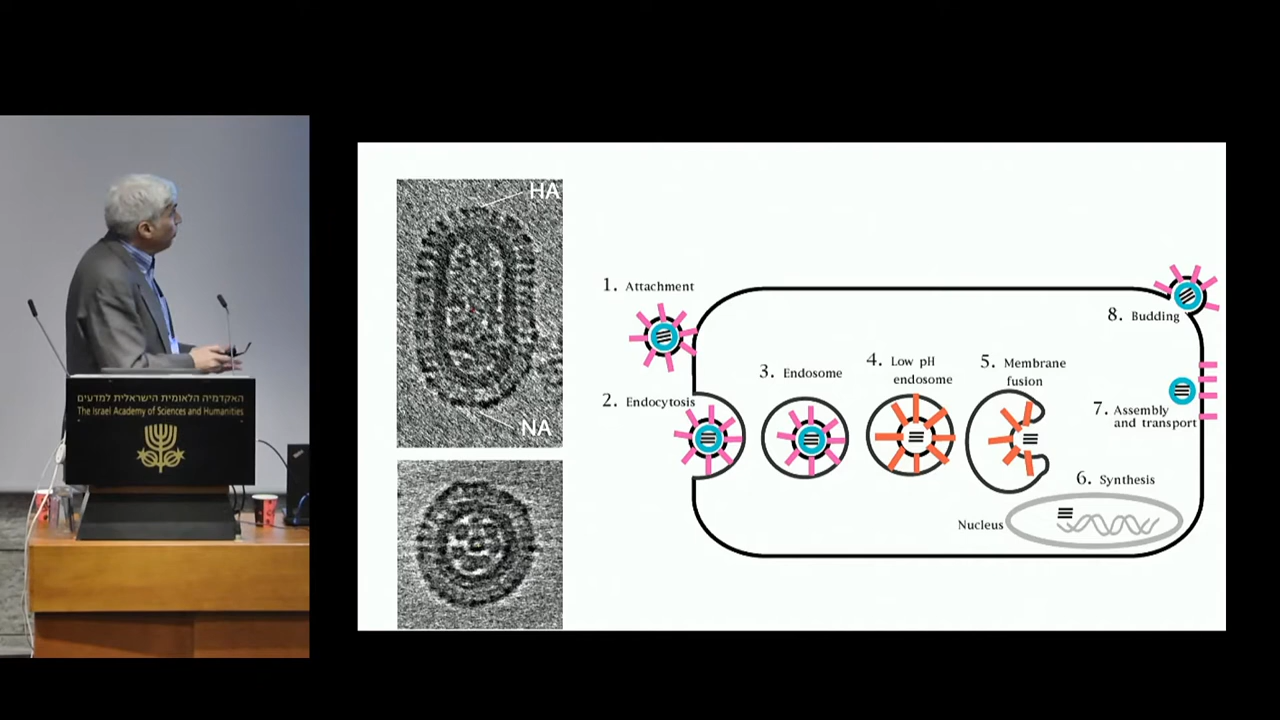 האקדמיה הלאומית הישראלית למדעים
The Israel Academy of Sciences and Humanities
HA
NA
1. Attachment
2. Endocytosis
3. Endosome
4. Low pH
endosome
5. Membrane
fusion
6. Synthesis
Nucleus
7. Assembly
and transport
8. Budding